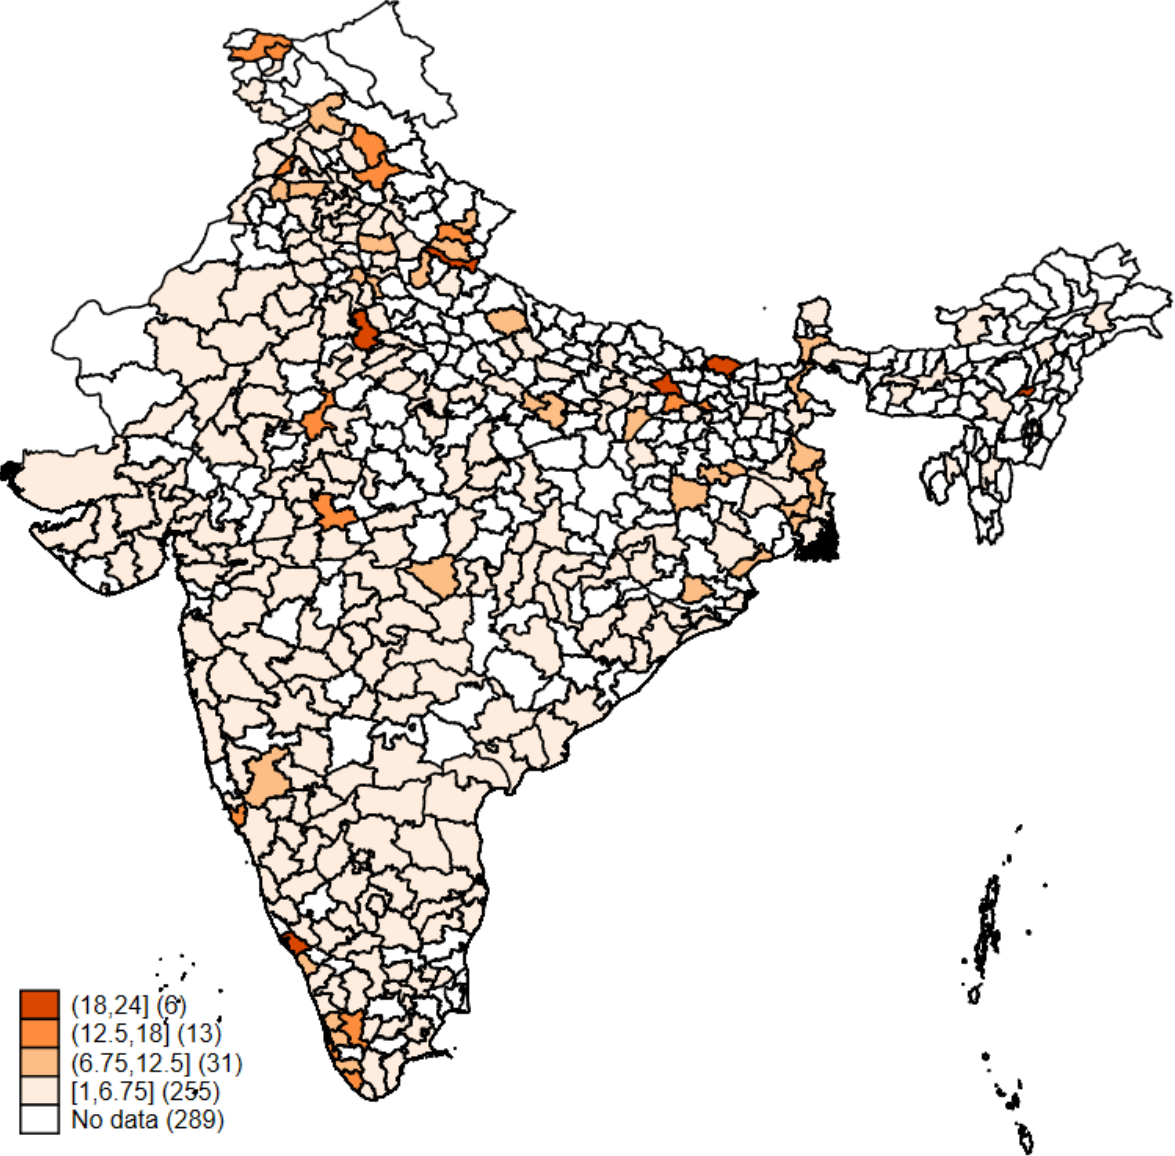 (18,24] (6)
(12.5,18] (13)
(6.75,12.5] (31)
[1,6.75] (255)
No data (289)